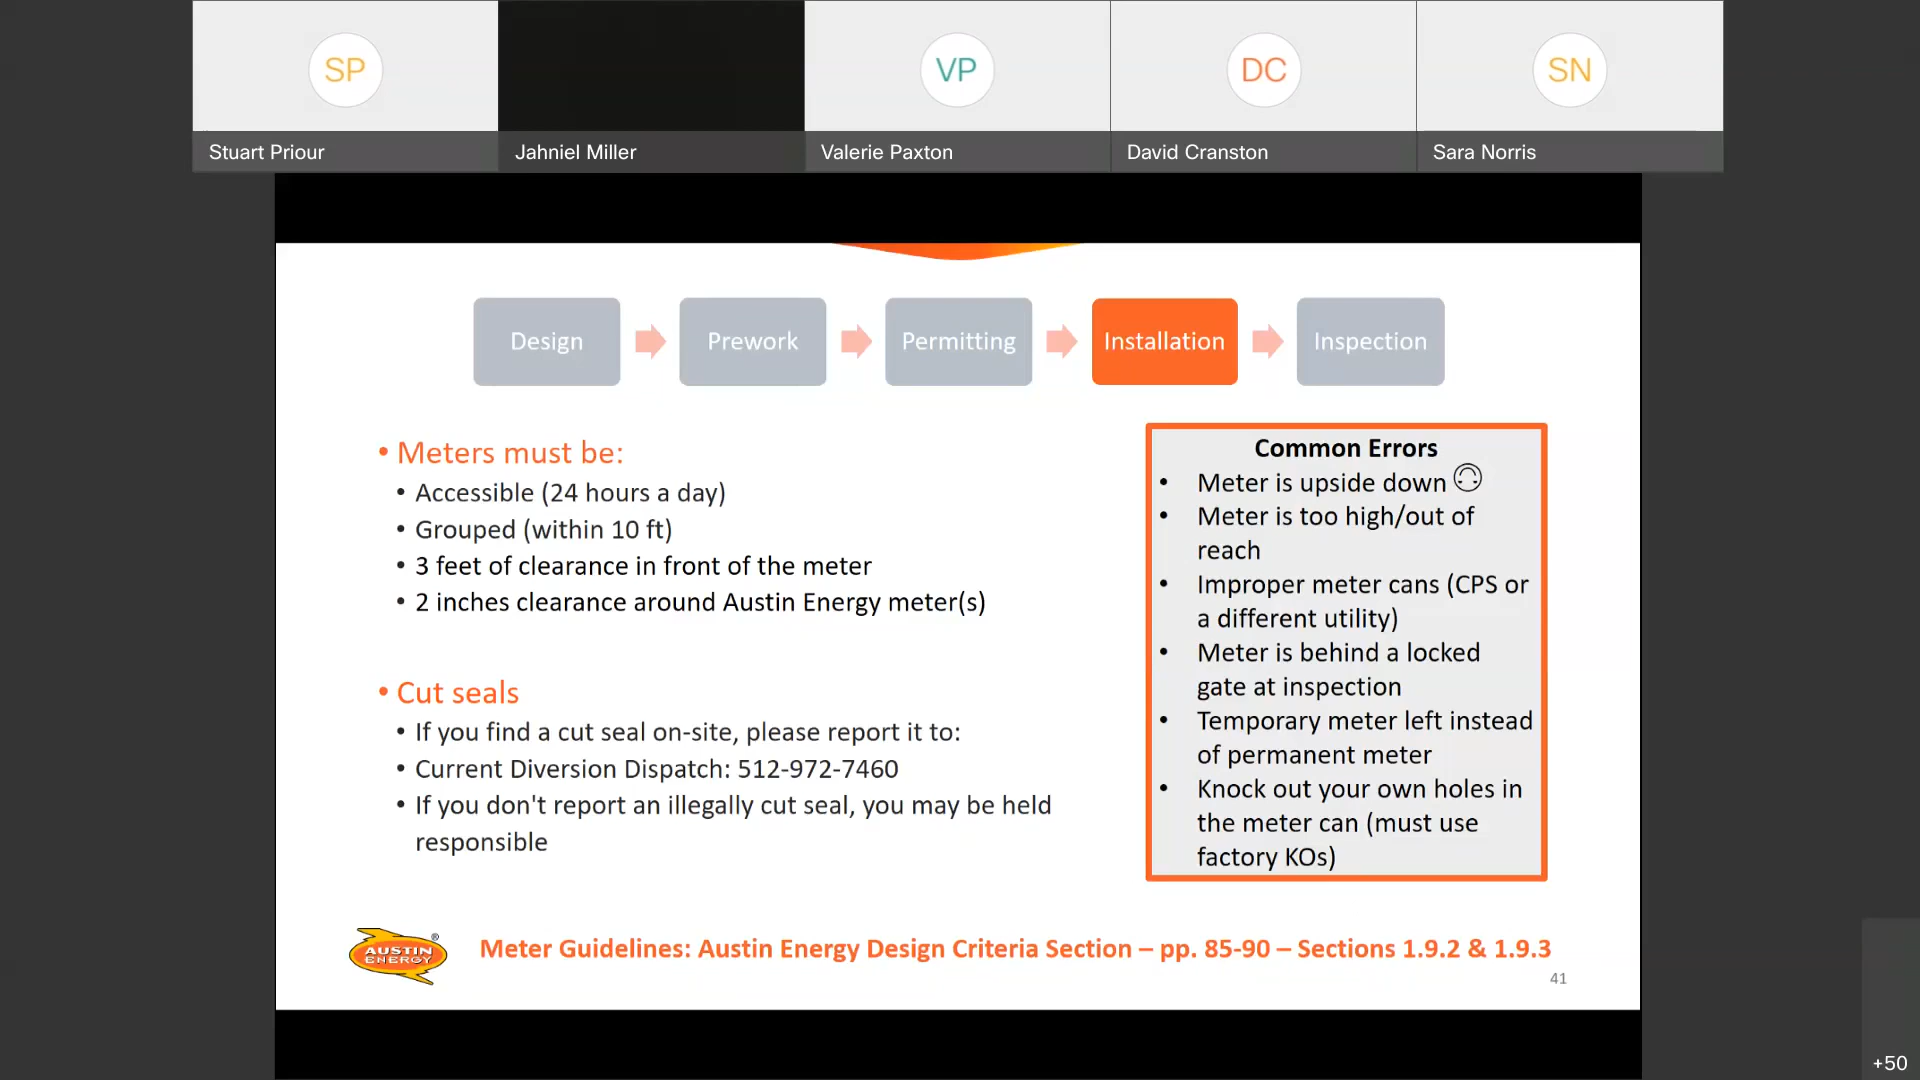 SP
VP
DC
SN
Stuart Priour
Jahniel Miller
Valerie Paxton
David Cranston
Sara Norris
Design
Prework
Permitting
Installation
Inspection
• Meters must be:
• Accessible (24 hours a day)
• Grouped (within 10 ft)
• 3 feet of clearance in front of the meter
• 2 inches clearance around Austin Energy meter(s)
• Cut seals
• If you find a cut seal on-site, please report it to:
• Current Diversion Dispatch: 512-972-7460
• If you don't report an illegally cut seal, you may be held
responsible
Common Errors
• Meter is upside down
• Meter is too high/out of
reach
• Improper meter cans (CPS or
a different utility)
• Meter is behind a locked
gate at inspection
• Temporary meter left instead
of permanent meter
• Knock out your own holes in
the meter can (must use
factory KOs)
AUSTIN
ENERGY
®
Meter Guidelines: Austin Energy Design Criteria Section – pp. 85-90 – Sections 1.9.2 & 1.9.3
41
+50